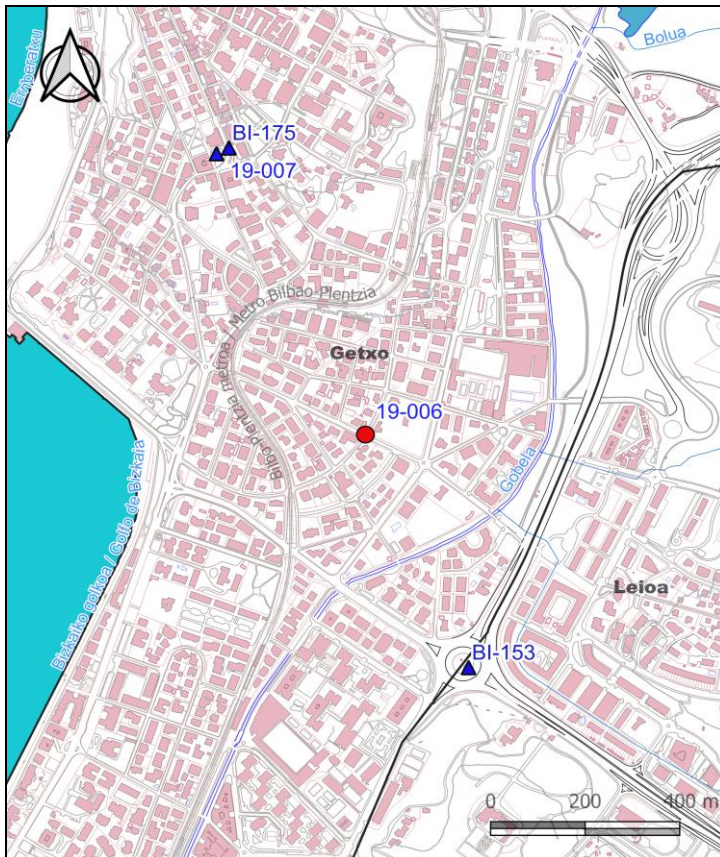 Bolua
Ernberatxu
BI-175
19-007
Bilbo-Plentzia metroa / Metro Bilbao-Plentzia
Getxo
19-006
Gobela
Bizkaiko golkoa / Golfo de Bizkaia
Leioa
BI-153
0 200 400 m